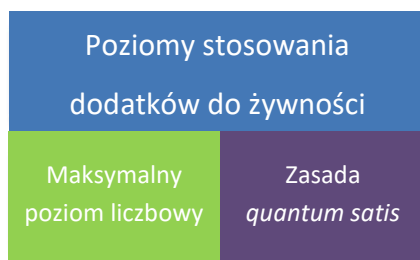 Poziomy stosowania
dodatków do żywności
Maksymalny
poziom liczbowy
Zasada
quantum satis